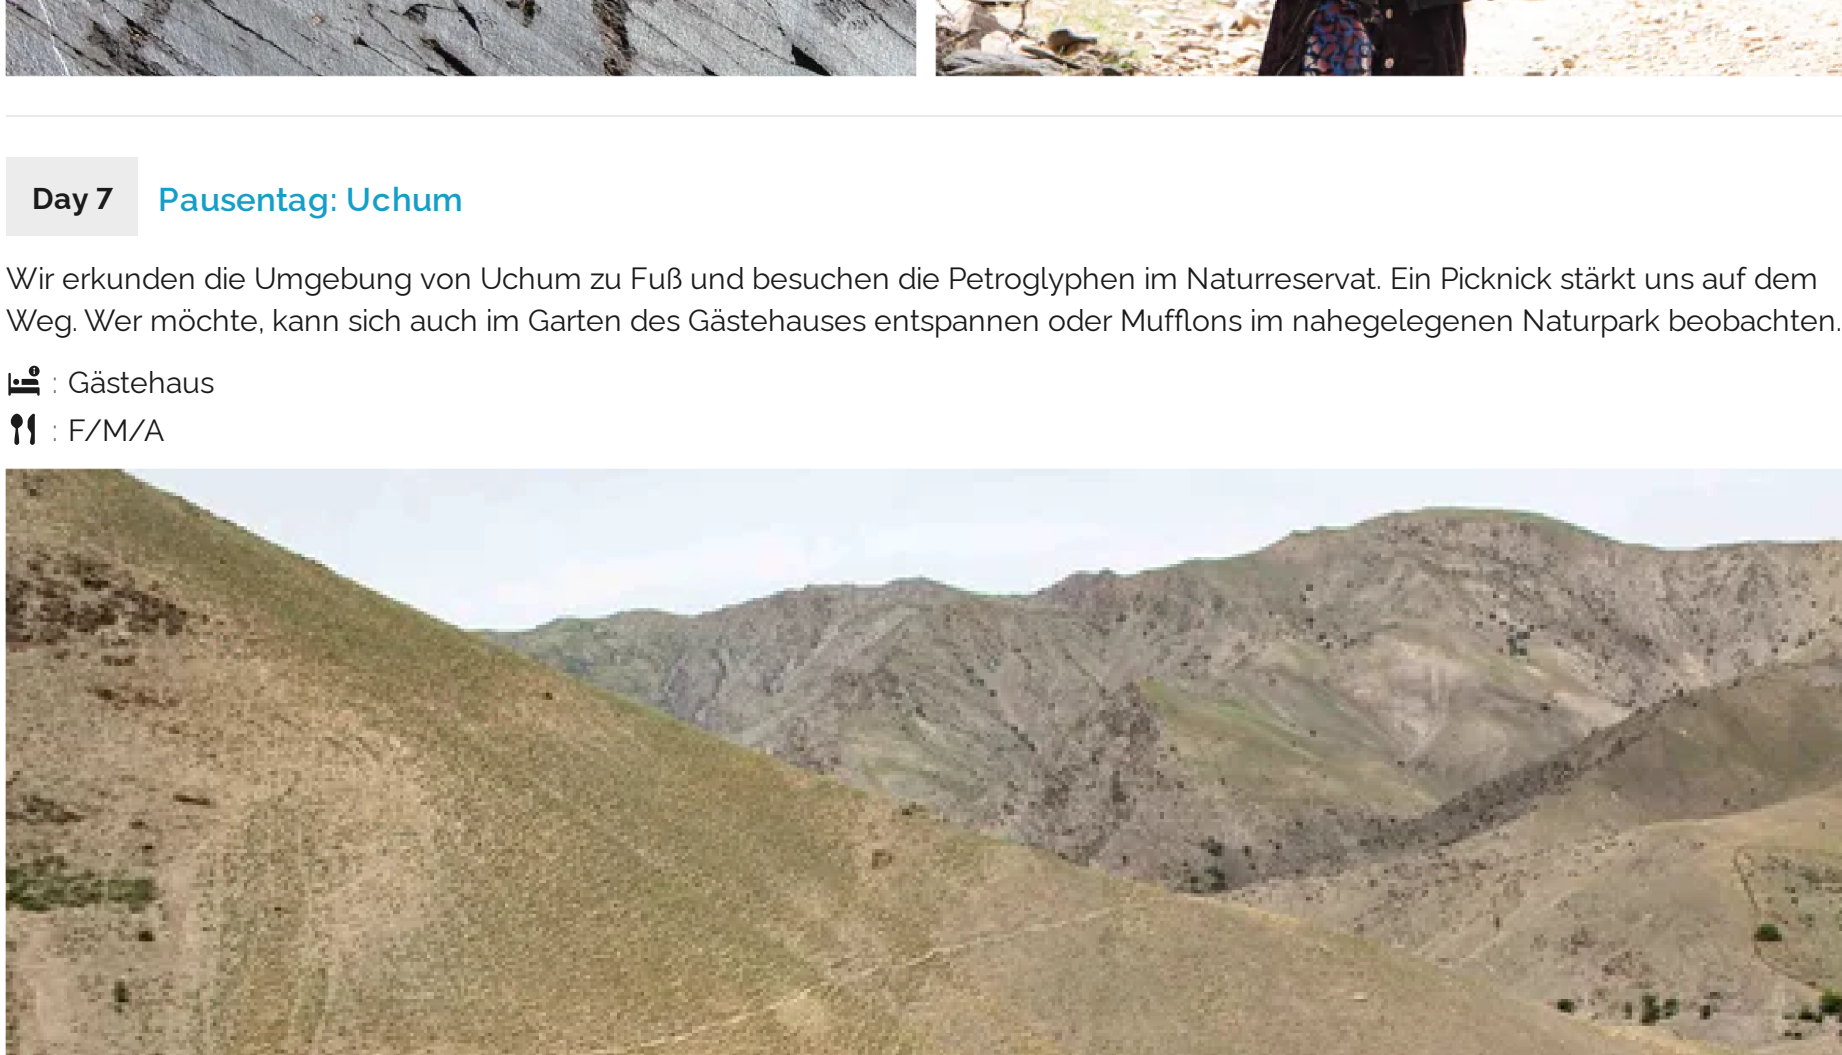 Day 7
Pausentag: Uchum
Wir erkunden die Umgebung von Uchum zu Fuß und besuchen die Petroglyphen im Naturreservat. Ein Picknick stärkt uns auf dem
Weg. Wer möchte, kann sich auch im Garten des Gästehauses entspannen oder Mufflons im nahegelegenen Naturpark beobachten.
: Gästehaus
: F/M/A